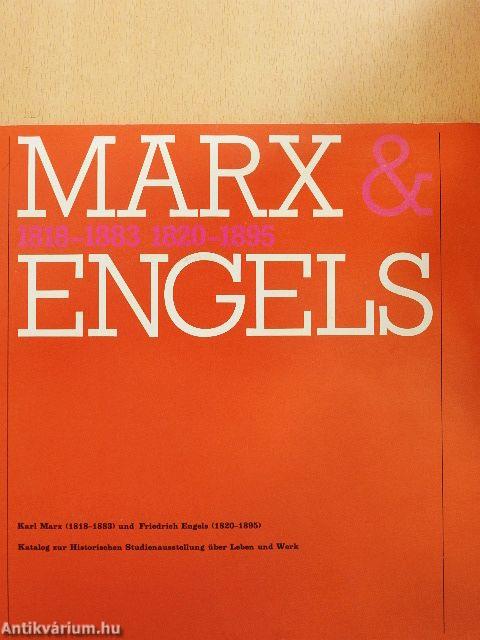 MARX &
1818–1883 1820–1895
ENGELS
Karl Marx (1818–1883) und Friedrich Engels (1820–1895)
Katalog zur Historischen Studienausstellung über Leben und Werk
Antikvárium.hu